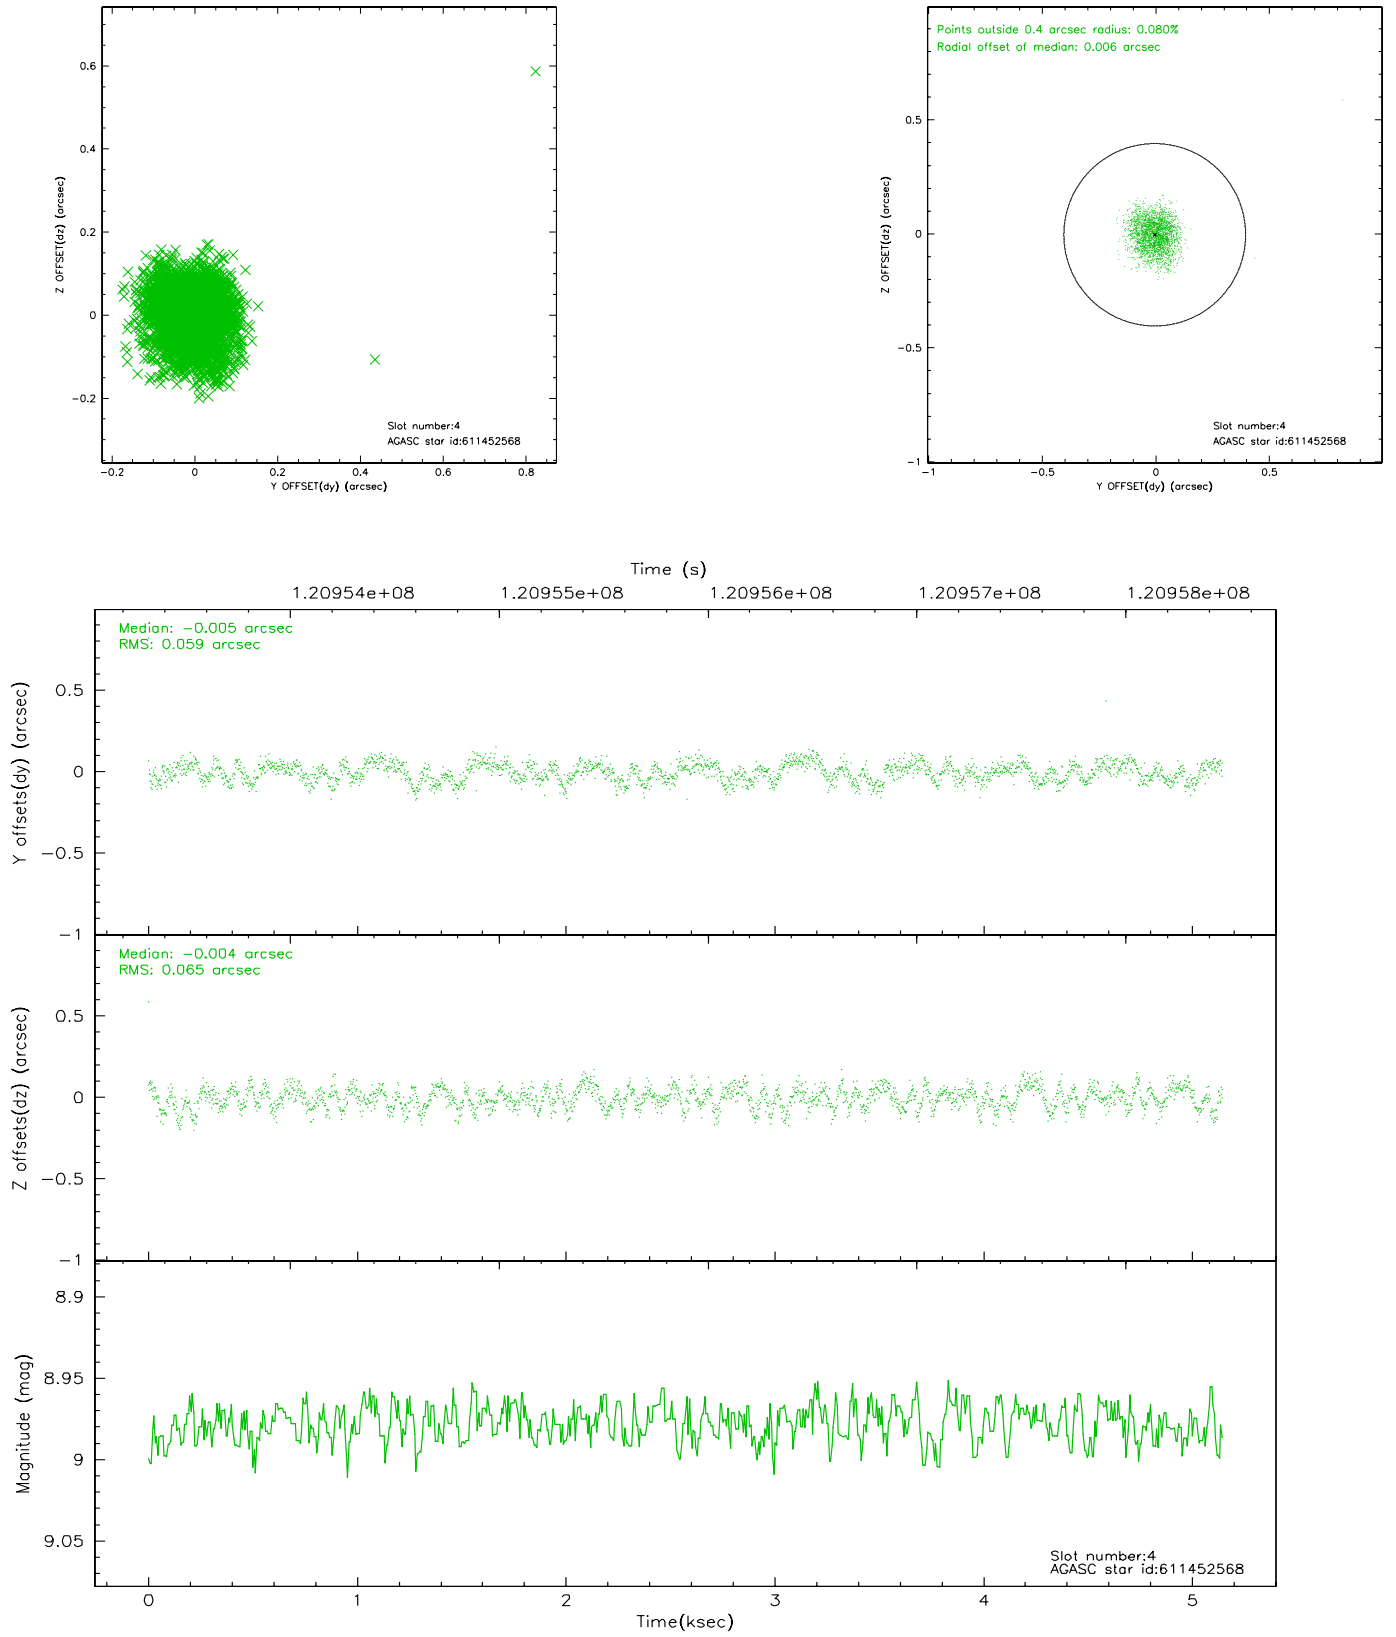 0.6
0.4
0.2
0
−0.2
Z OFFSET(dz) (arcsec)
Slot number:4
AGASC star id:611452568
−0.2 0 0.2 0.4 0.6 0.8
Y OFFSET(dy) (arcsec)
Points outside 0.4 arcsec radius: 0.080%
Radial offset of median: 0.006 arcsec
0.5
0
−0.5
−1
Z OFFSET(dz) (arcsec)
Slot number:4
AGASC star id:611452568
−1 −0.5 0 0.5
Y OFFSET(dy) (arcsec)
Time (s)
1.20954e+08 1.20955e+08 1.20956e+08 1.20957e+08 1.20958e+08
Median: −0.005 arcsec
RMS: 0.059 arcsec
0.5
0
−0.5
−1
Y offsets(dy) (arcsec)
Median: −0.004 arcsec
RMS: 0.065 arcsec
0.5
0
−0.5
−1
Z offsets(dz) (arcsec)
8.9
8.95
9
9.05
Magnitude (mag)
Slot number:4
AGASC star id:611452568
0 1 2 3 4 5
Time(ksec)